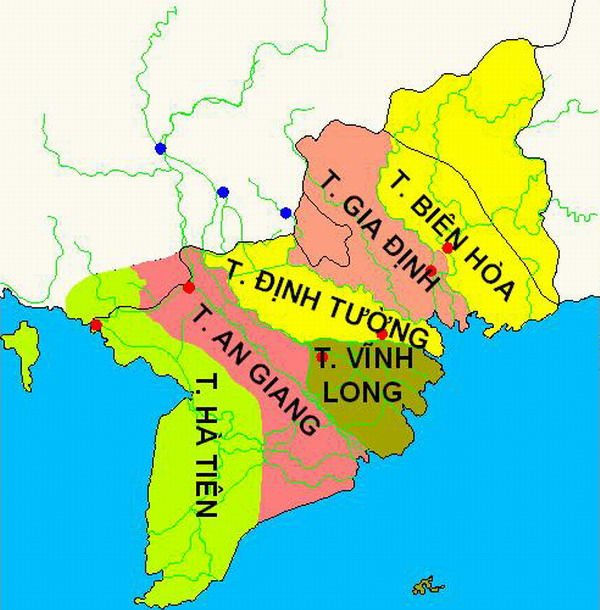 T. BIÊN HÒA
T. GIA ĐỊNH
T. ĐỊNH TƯỜNG
T. VĨNH
LONG
T. AN GIANG
T. HÀ TIÊN